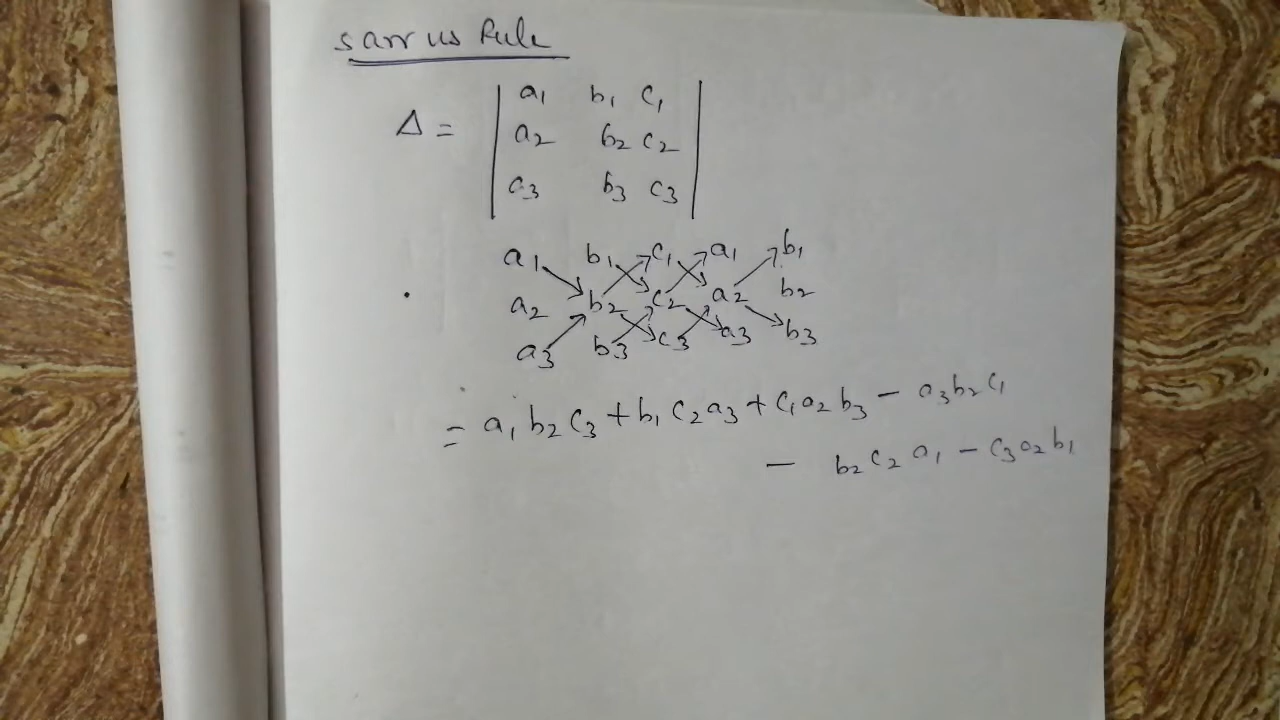 sarrus Rule
Δ = | a1 b1 c1 |
| a2 b2 c2 |
| a3 b3 c3 |
a1 b1 c1 a1 b1
a2 b2 c2 a2 b2
a3 b3 c3 a3 b3
= a1 b2 c3 + b1 c2 a3 + c1 a2 b3 - a3 b2 c1
- b2 c2 a1 - c3 a2 b1